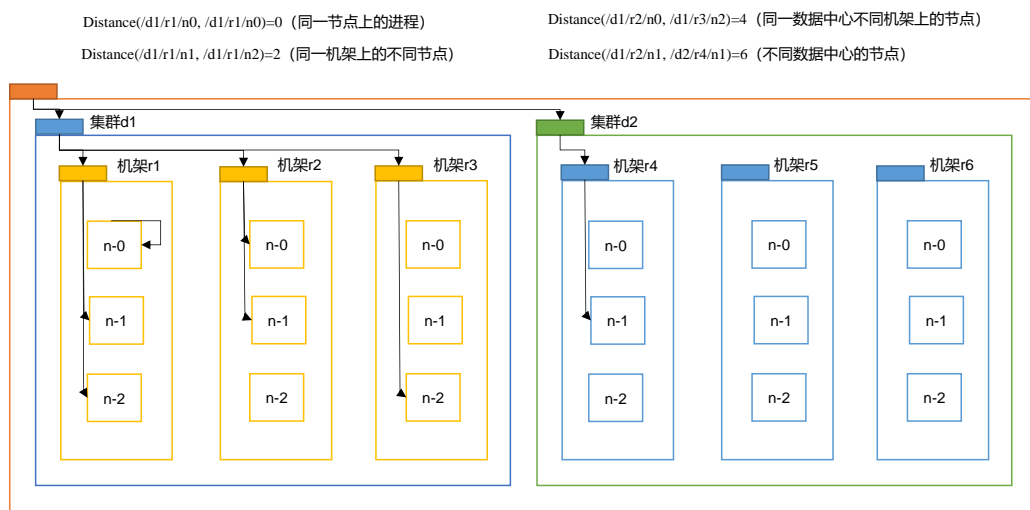 Distance(/d1/r1/n0, /d1/r1/n0)=0（同一节点上的进程）
Distance(/d1/r2/n0, /d1/r3/n2)=4（同一数据中心不同机架上的节点）
Distance(/d1/r1/n1, /d1/r1/n2)=2（同一机架上的不同节点）
Distance(/d1/r2/n1, /d2/r4/n1)=6（不同数据中心的节点）
集群d1
集群d2
机架r1
机架r2
机架r3
机架r4
机架r5
机架r6
n-0
n-0
n-0
n-0
n-0
n-0
n-1
n-1
n-1
n-1
n-1
n-1
n-2
n-2
n-2
n-2
n-2
n-2